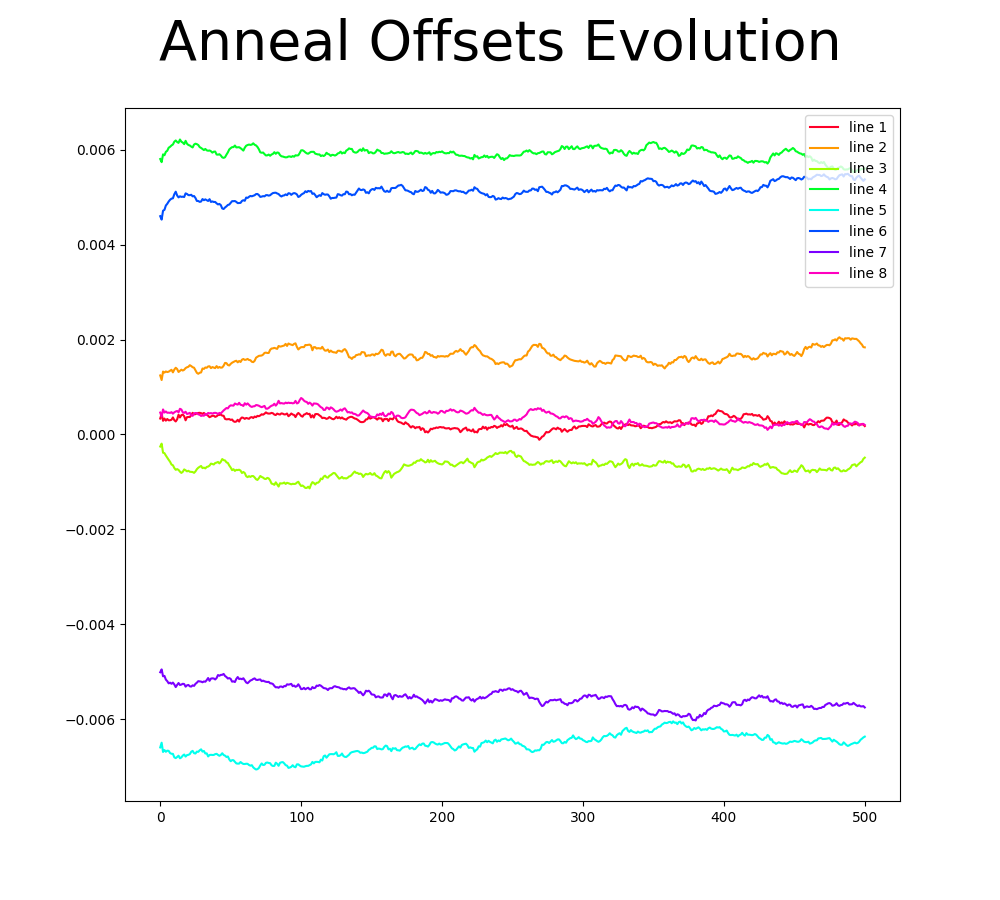 Anneal Offsets Evolution
line 1
line 2
line 3
line 4
line 5
line 6
line 7
line 8
0.006
0.004
0.002
0.000
−0.002
−0.004
−0.006
0 100 200 300 400 500